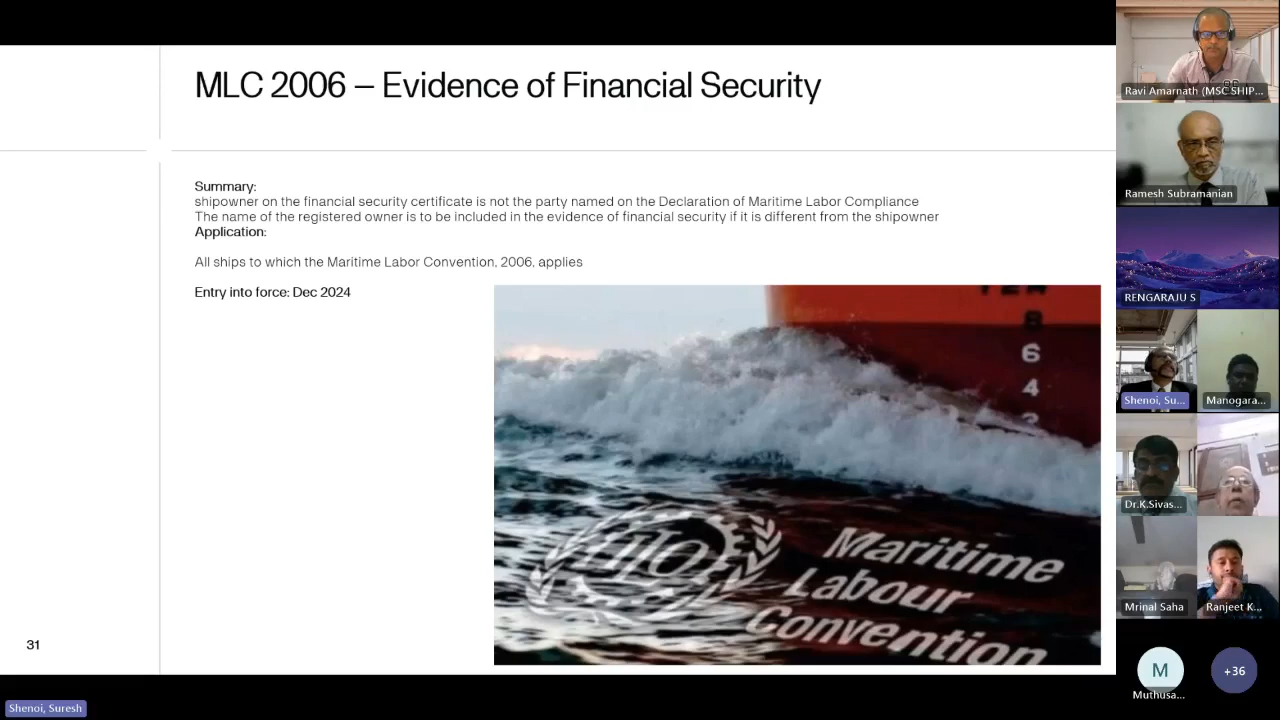 MLC 2006 – Evidence of Financial Security
Summary:
shipowner on the financial security certificate is not the party named on the Declaration of Maritime Labor Compliance
The name of the registered owner is to be included in the evidence of financial security if it is different from the shipowner
Application:
All ships to which the Maritime Labor Convention, 2006, applies
Entry into force: Dec 2024
8
6
4
ILO
Maritime
Labour
Convention
31
Shenoi, Suresh
Ravi Amarnath (MSC SHIP...
Ramesh Subramanian
RENGARAJU S
Shenoi, Su...
Manogara...
Dr.K.Sivas...
Mrinal Saha
Ranjeet K...
M
Muthusa...
+36